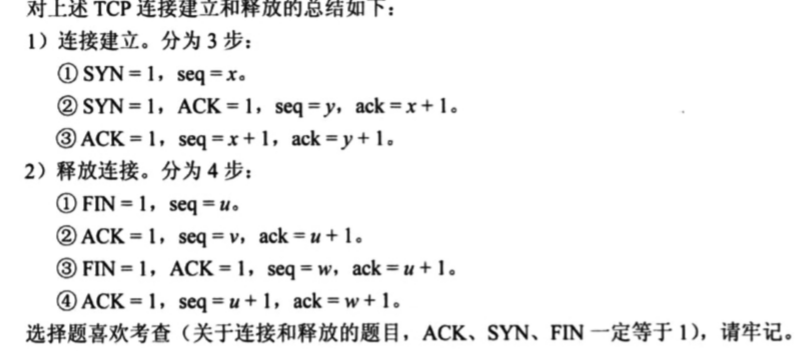 对上述 TCP 连接建立和释放的总结如下：
1）连接建立。分为 3 步：
① SYN = 1，seq = x。
② SYN = 1，ACK = 1，seq = y，ack = x + 1。
③ ACK = 1，seq = x + 1，ack = y + 1。
2）释放连接。分为 4 步：
① FIN = 1，seq = u。
② ACK = 1，seq = v，ack = u + 1。
③ FIN = 1，ACK = 1，seq = w，ack = u + 1。
④ ACK = 1，seq = u + 1，ack = w + 1。
选择题喜欢考查（关于连接和释放的题目，ACK、SYN、FIN 一定等于 1），请牢记。